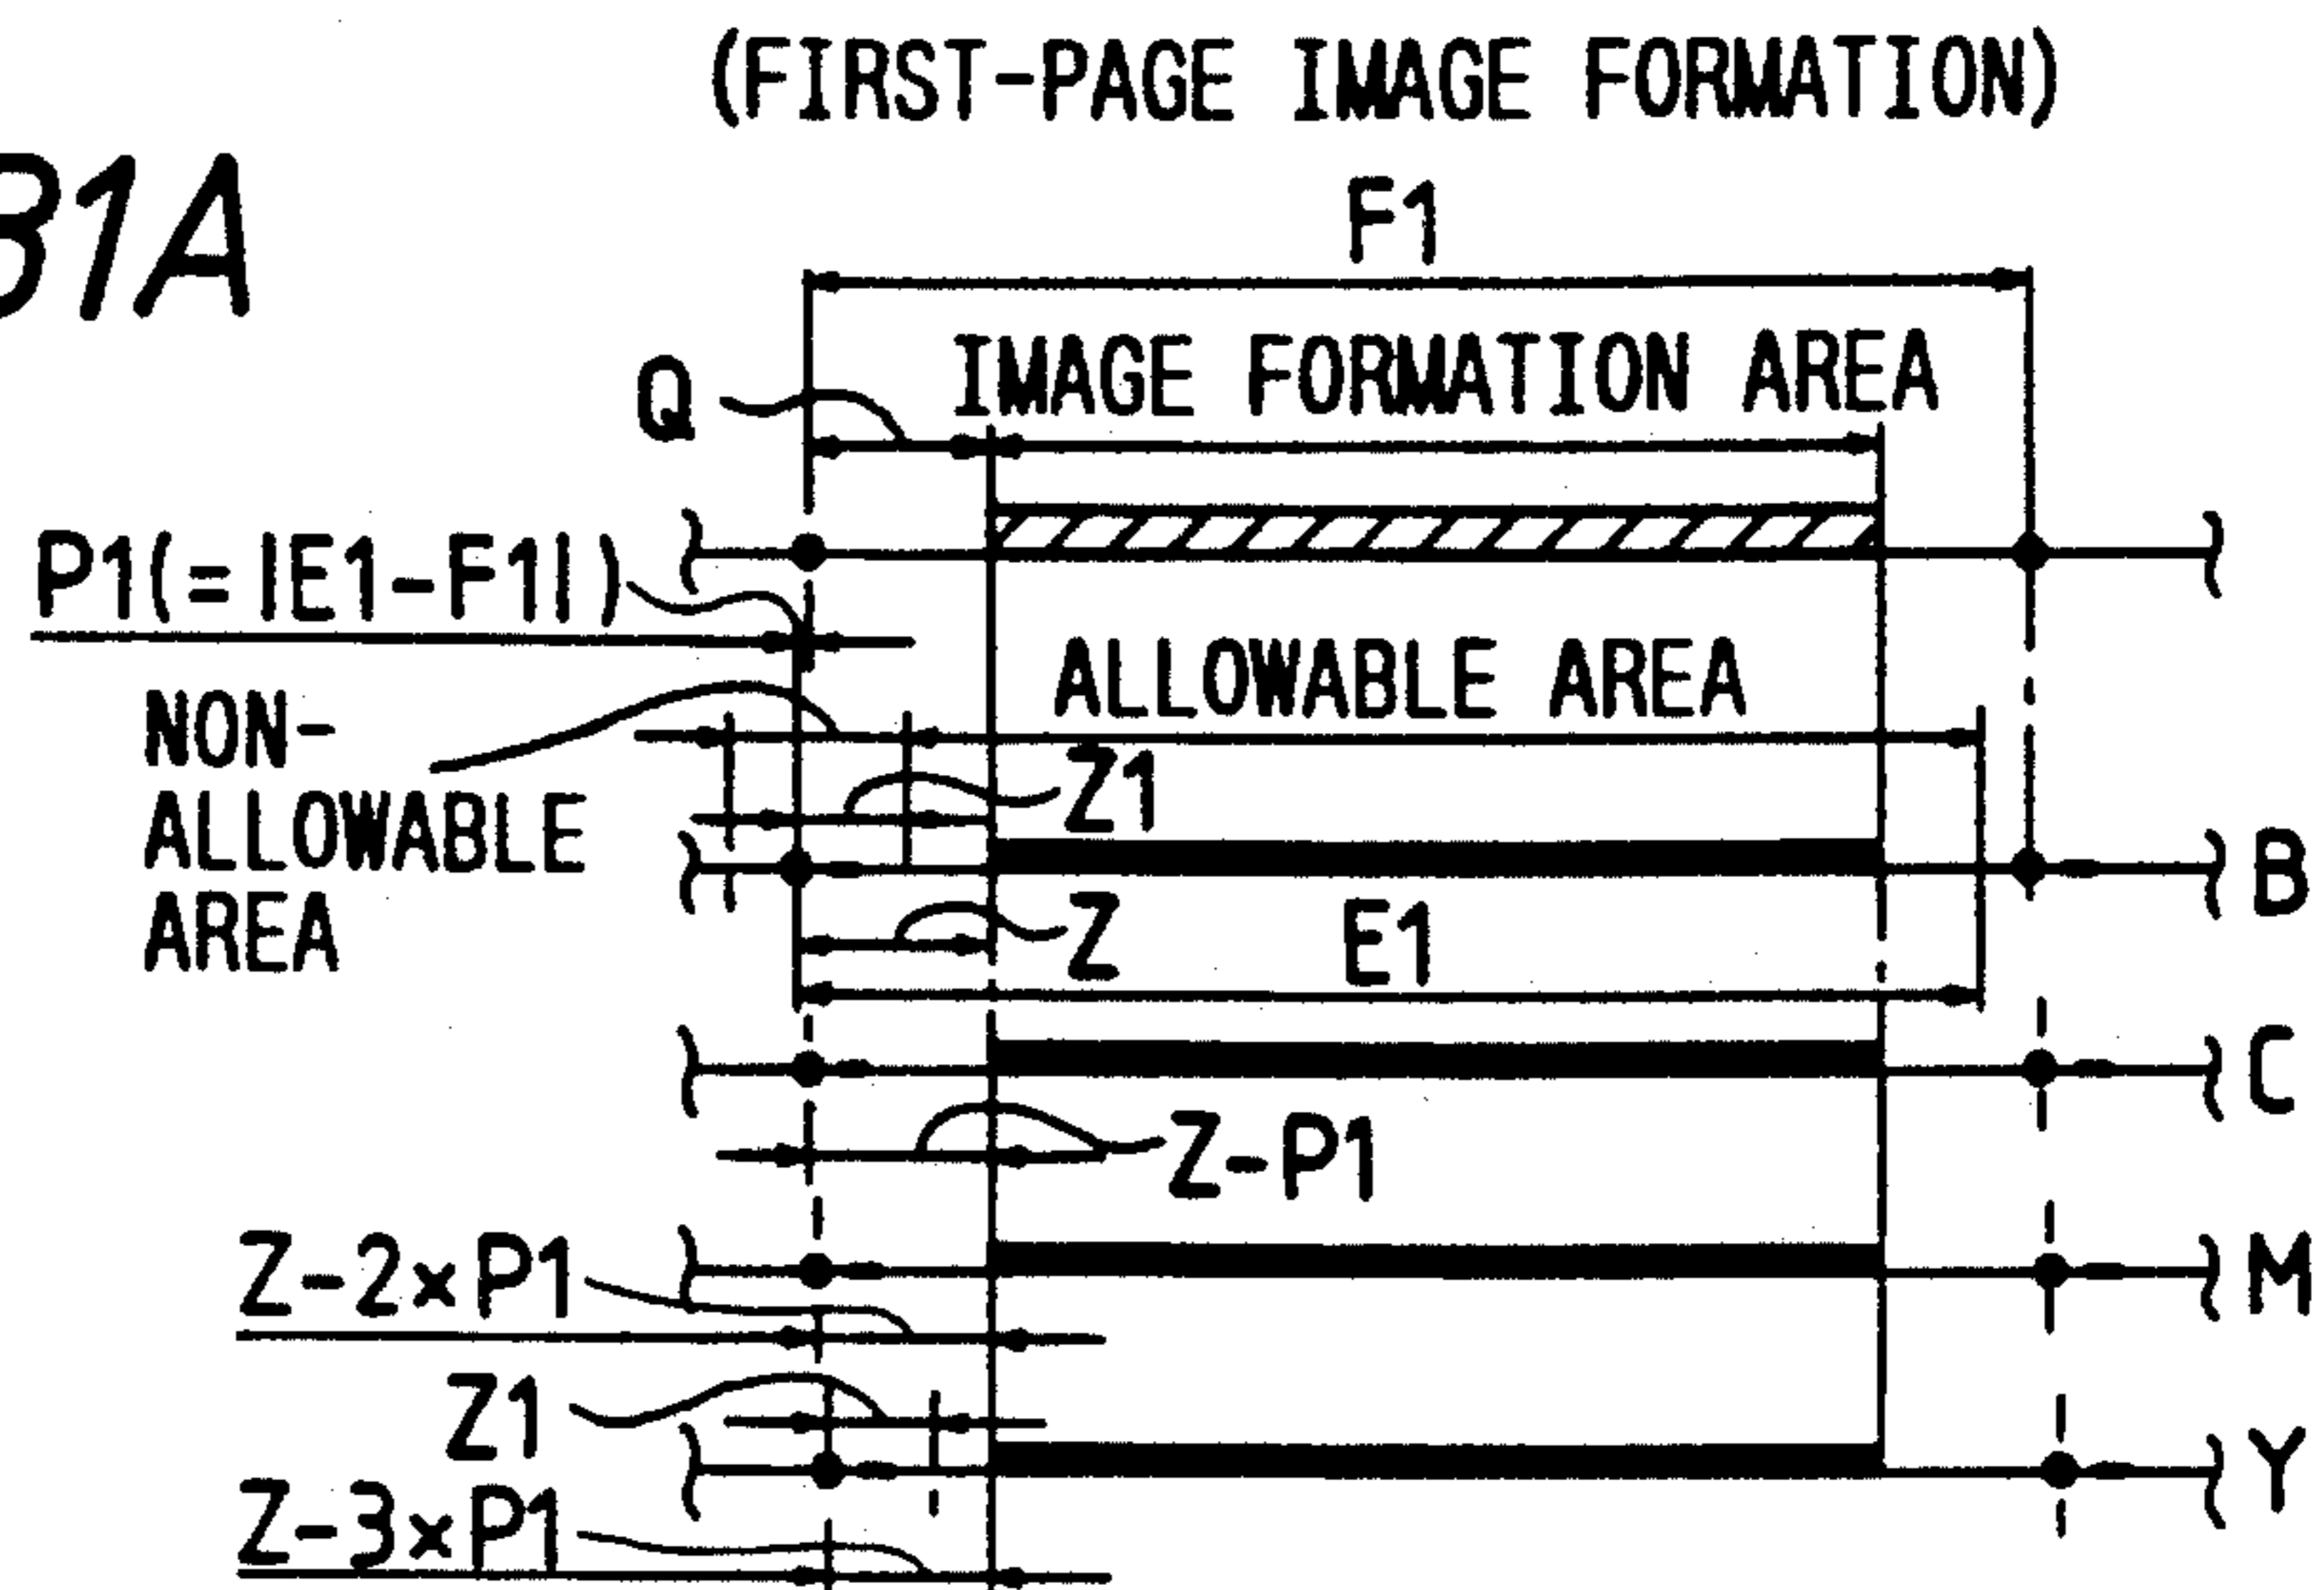 (FIRST-PAGE IMAGE FORMATION)
31A
F1
Q
IMAGE FORMATION AREA
P1(=|E1-F1|)
ALLOWABLE AREA
NON-
ALLOWABLE
AREA
Z1
B
Z
E1
C
Z-P1
Z-2×P1
M
Z1
Y
Z-3×P1